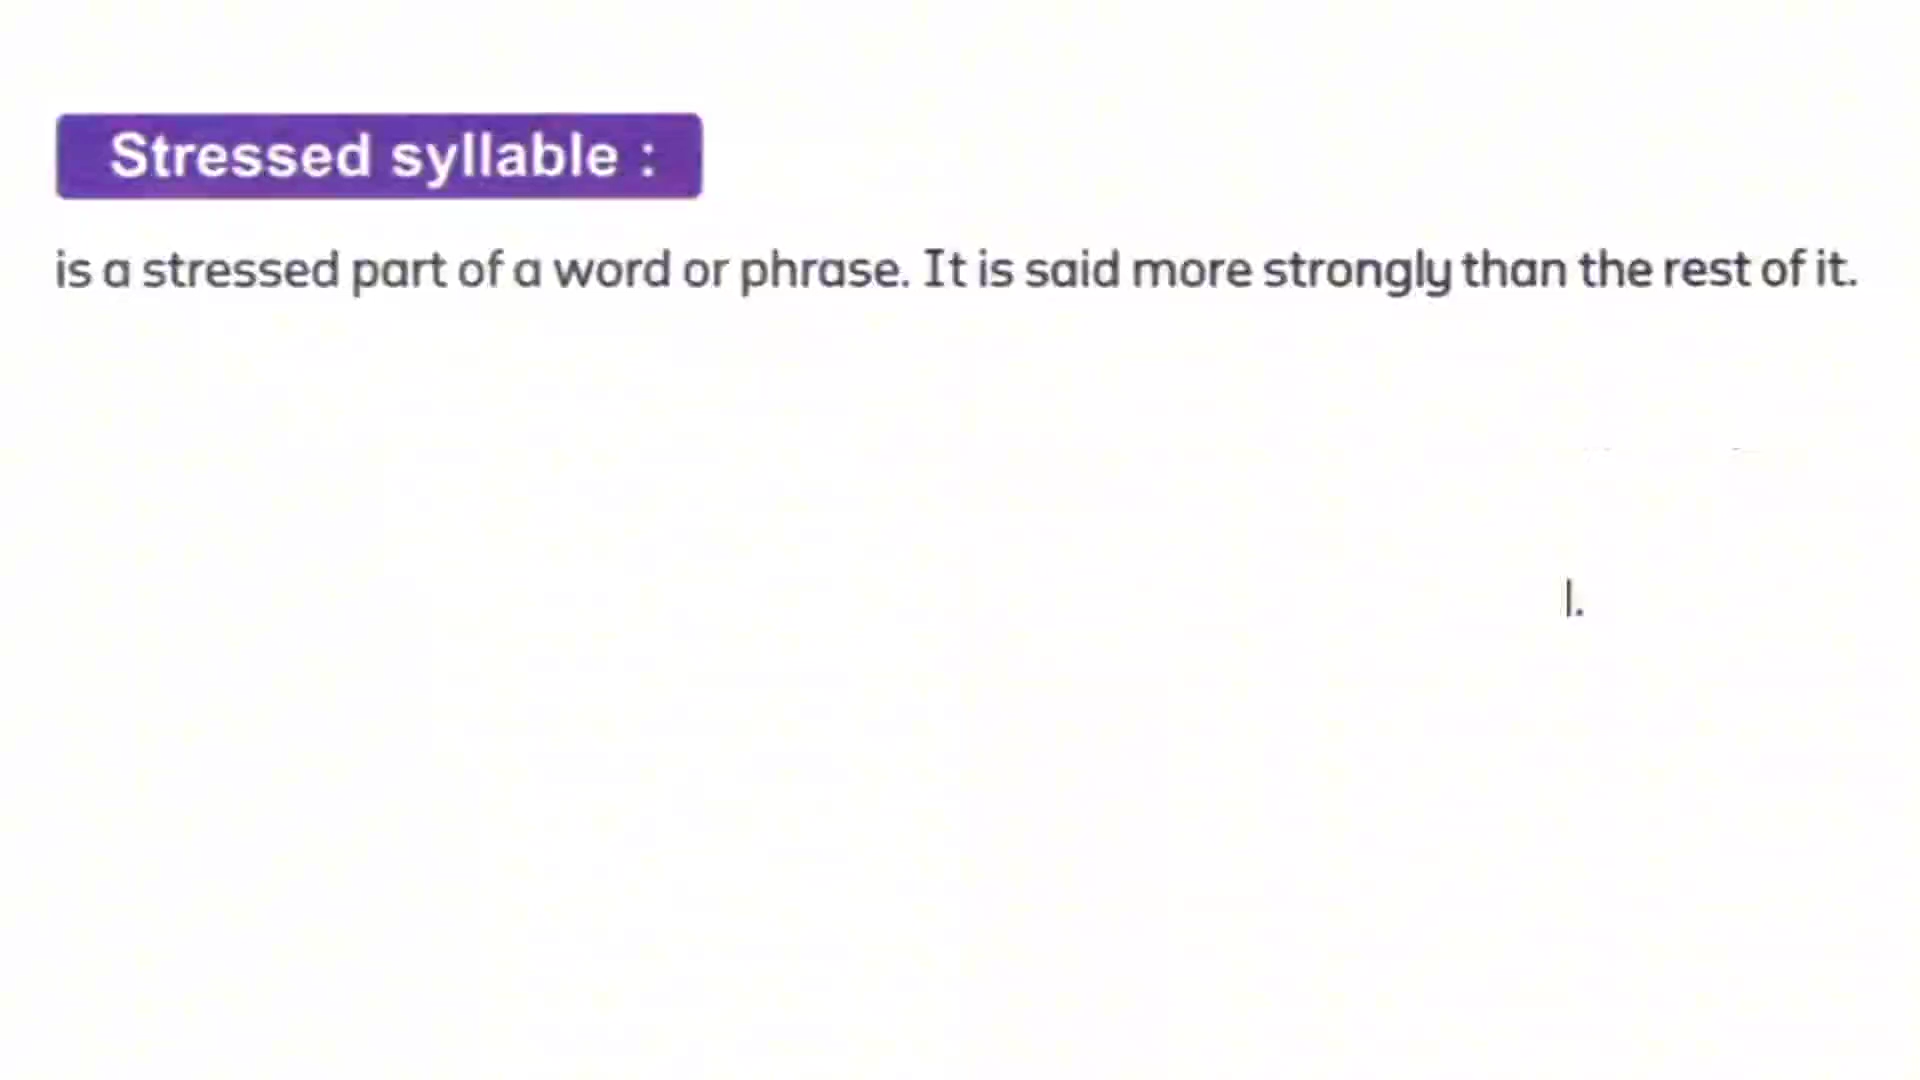 Stressed syllable :
is a stressed part of a word or phrase. It is said more strongly than the rest of it.